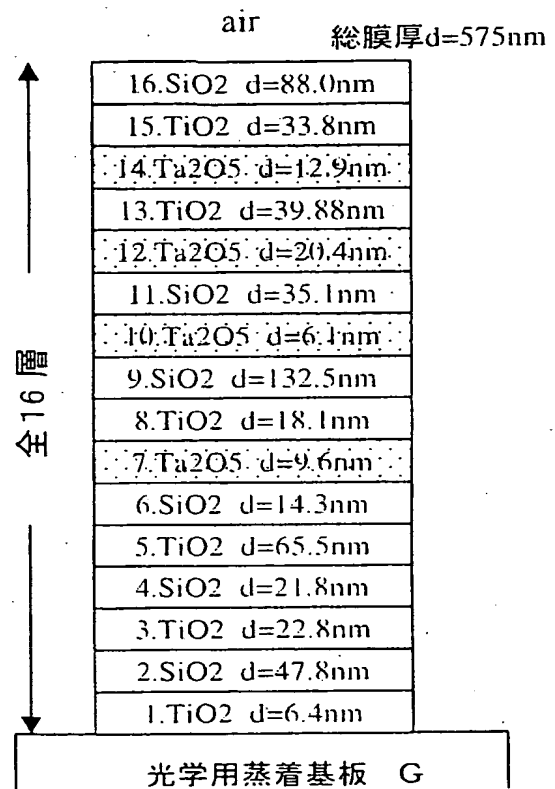 air
総膜厚d=575nm
16.SiO2 d=88.0nm
15.TiO2 d=33.8nm
14.Ta2O5 d=12.9nm
13.TiO2 d=39.88nm
12.Ta2O5 d=20.4nm
11.SiO2 d=35.1nm
10.Ta2O5 d=6.1nm
9.SiO2 d=132.5nm
8.TiO2 d=18.1nm
7.Ta2O5 d=9.6nm
6.SiO2 d=14.3nm
5.TiO2 d=65.5nm
4.SiO2 d=21.8nm
3.TiO2 d=22.8nm
2.SiO2 d=47.8nm
1.TiO2 d=6.4nm
全16層
光学用蒸着基板 G